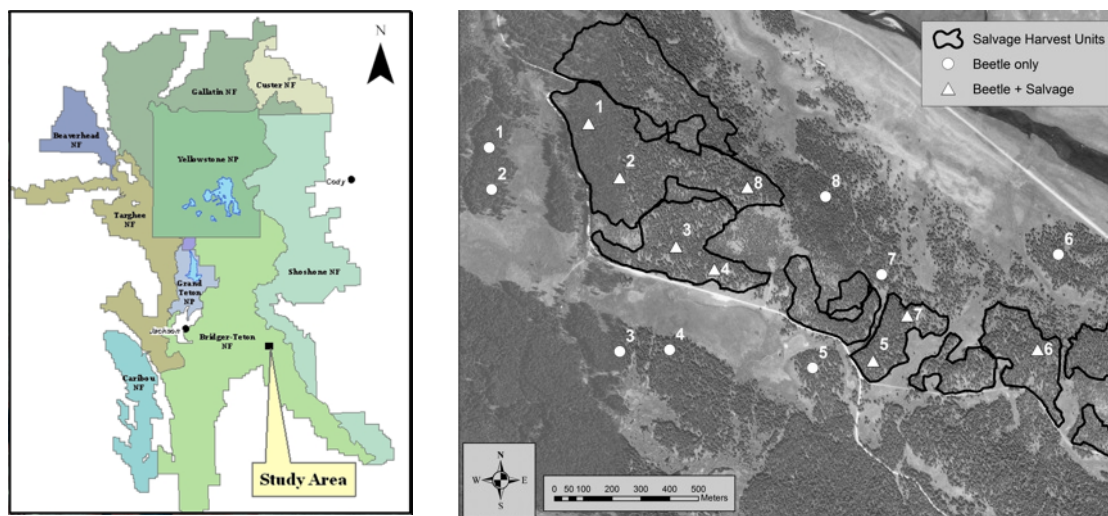 N
Gallatin NF
Custer NF
Beaverhead
NF
Yellowstone NP
Cody
Targhee
NF
Shoshone NF
Grand
Teton
NP
Jackson
Bridger-Teton
NF
Caribou
NF
Study Area
Salvage Harvest Units
Beetle only
Beetle + Salvage
1
1
2
2
8
8
3
4
6
7
7
3
4
5
5
6
N
W E
S
0 50 100 200 300 400 500
Meters